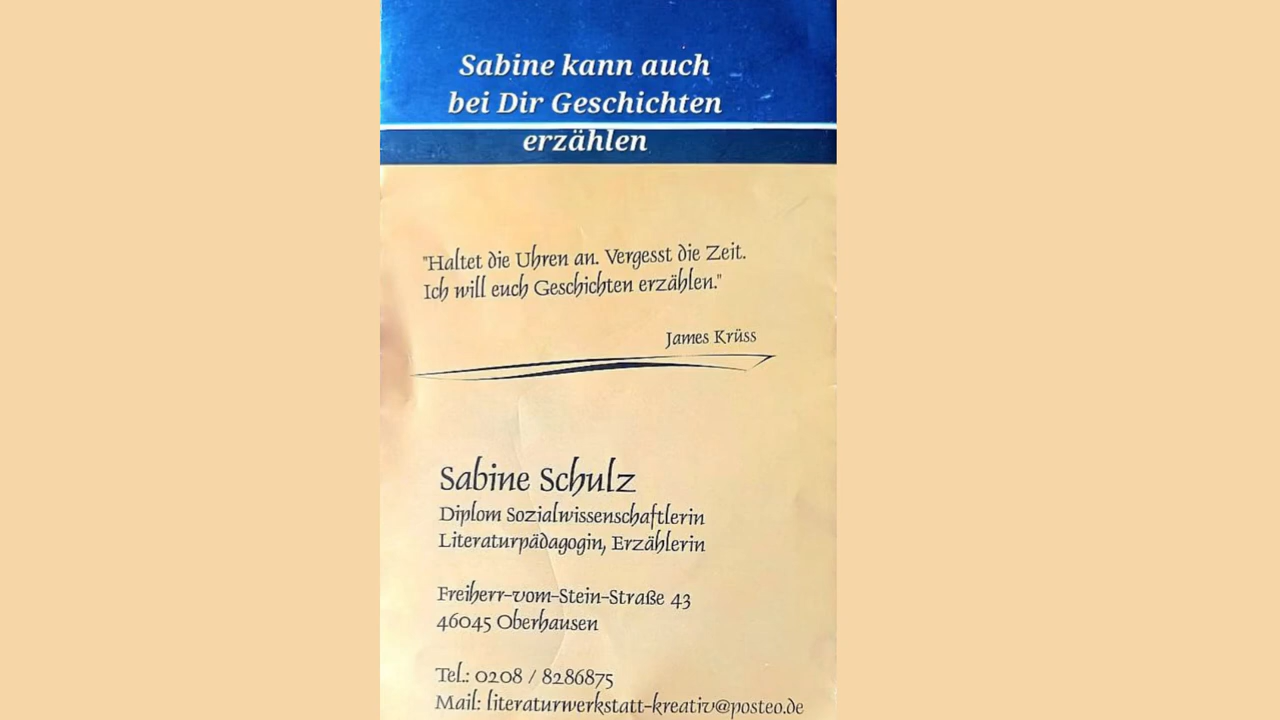 Sabine kann auch
bei Dir Geschichten
erzählen
"Haltet die Uhren an. Vergesst die Zeit.
Ich will euch Geschichten erzählen."
James Krüss
Sabine Schulz
Diplom Sozialwissenschaftlerin
Literaturpädagogin, Erzählerin
Freiherr-vom-Stein-Straße 43
46045 Oberhausen
Tel.: 0208 / 8286875
Mail: literaturwerkstatt-kreativ@posteo.de